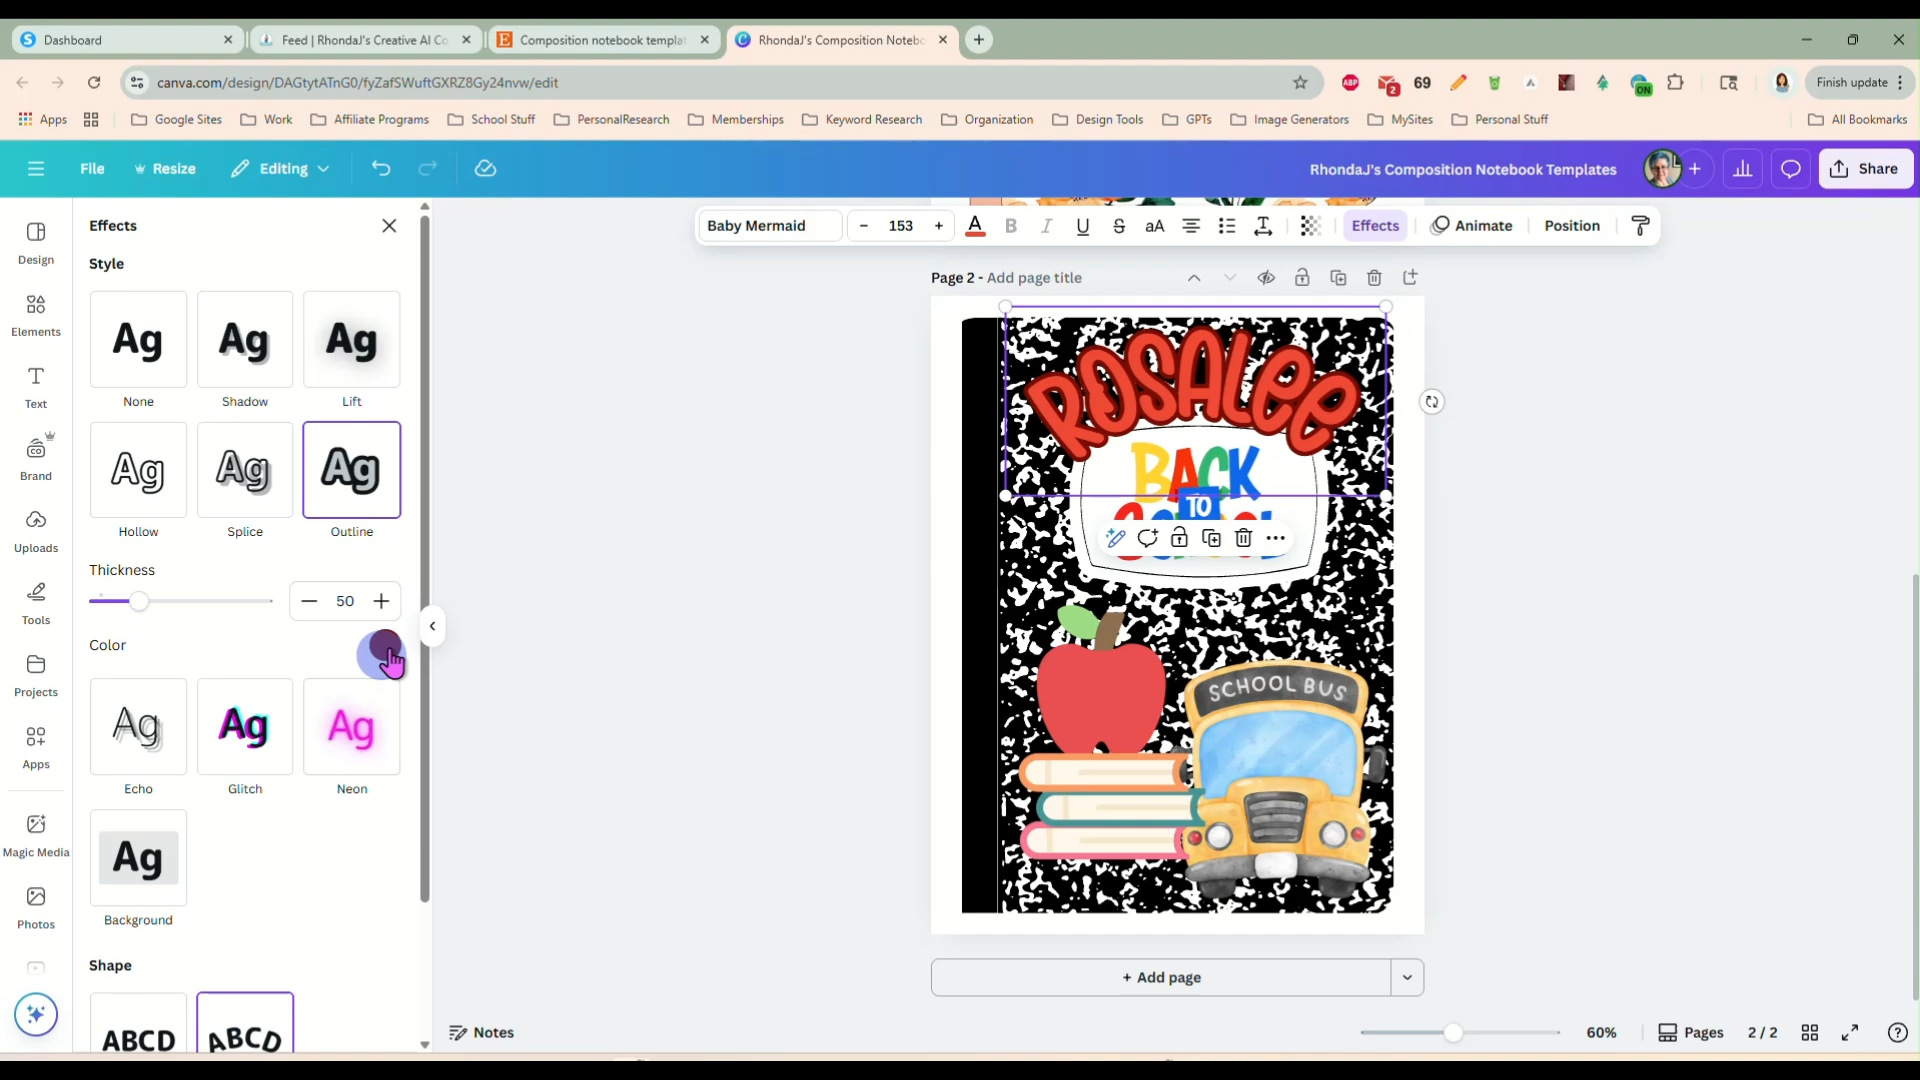 Dashboard
Feed | RhondaJ's Creative AI Co
Composition notebook templat
RhondaJ's Composition Notebo
canva.com/design/DAGtytATnG0/fyZafSWuftGXRZ8Gy24nvw/edit
ABP
2
69
ON
Finish update
Apps
Google Sites
Work
Affiliate Programs
School Stuff
PersonalResearch
Memberships
Keyword Research
Organization
Design Tools
GPTs
Image Generators
MySites
Personal Stuff
All Bookmarks
File
Resize
Editing
RhondaJ's Composition Notebook Templates
Share
Design
Elements
Text
Brand
Uploads
Tools
Projects
Apps
Magic Media
Photos
Effects
Style
Ag
Ag
Ag
None
Shadow
Lift
Ag
Ag
Ag
Hollow
Splice
Outline
Thickness
50
Color
Ag
Ag
Ag
Echo
Glitch
Neon
Ag
Background
Shape
ABCD
ABCD
Baby Mermaid
- 153 +
A
B I U S aA
Effects
Animate
Position
Page 2 - Add page title
ROSALee
BACK
TO
SCHOOL BUS
+ Add page
Notes
60%
Pages
2 / 2